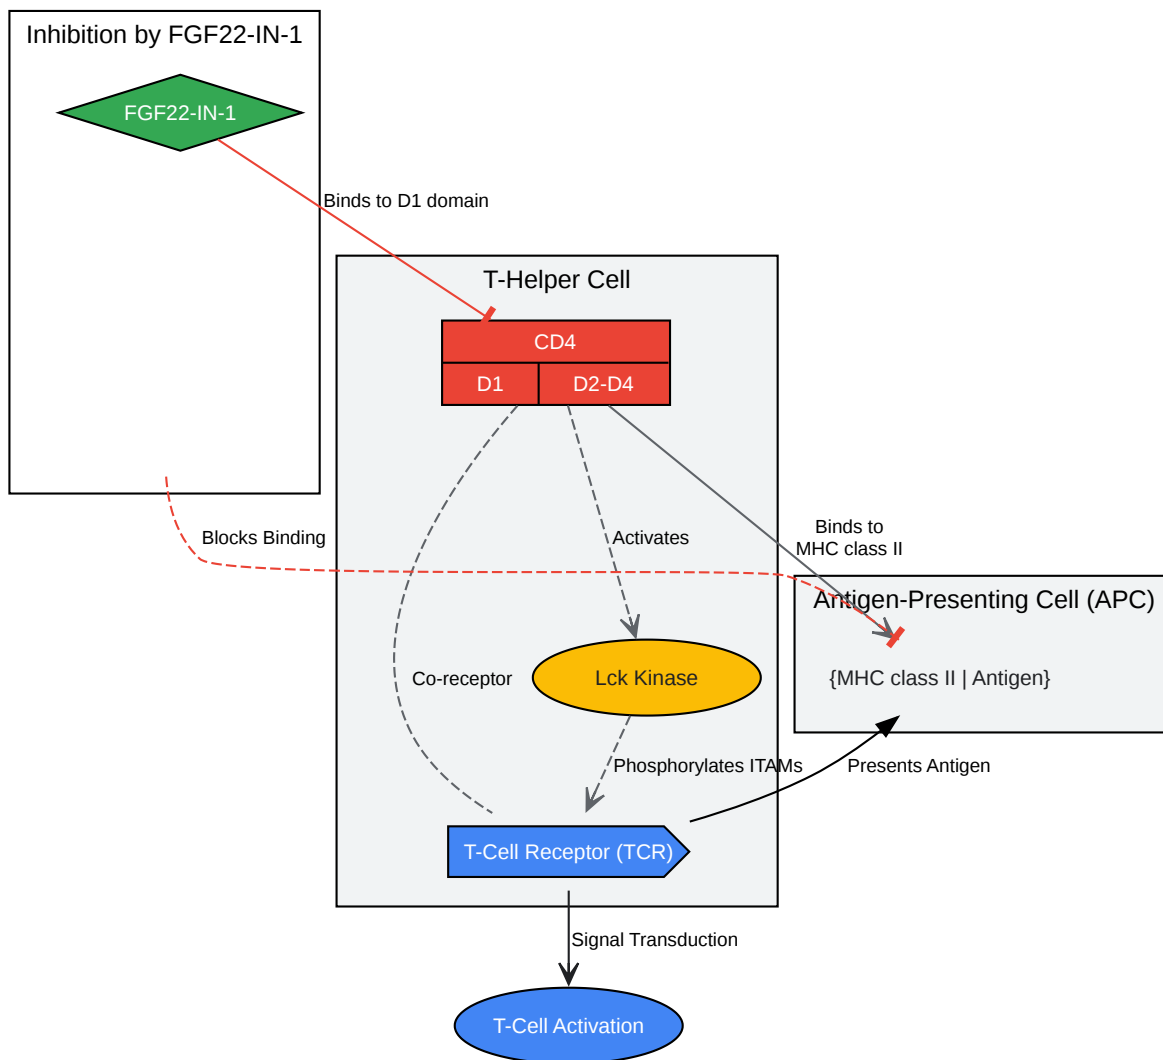 Inhibition by FGF22-IN-1
FGF22-IN-1
Binds to D1 domain
T-Helper Cell
CD4
D1
D2-D4
Blocks Binding
Activates
Binds to
MHC class II
Antigen-Presenting Cell (APC)
{MHC class II | Antigen}
Co-receptor
Lck Kinase
Phosphorylates ITAMs
Presents Antigen
T-Cell Receptor (TCR)
Signal Transduction
T-Cell Activation